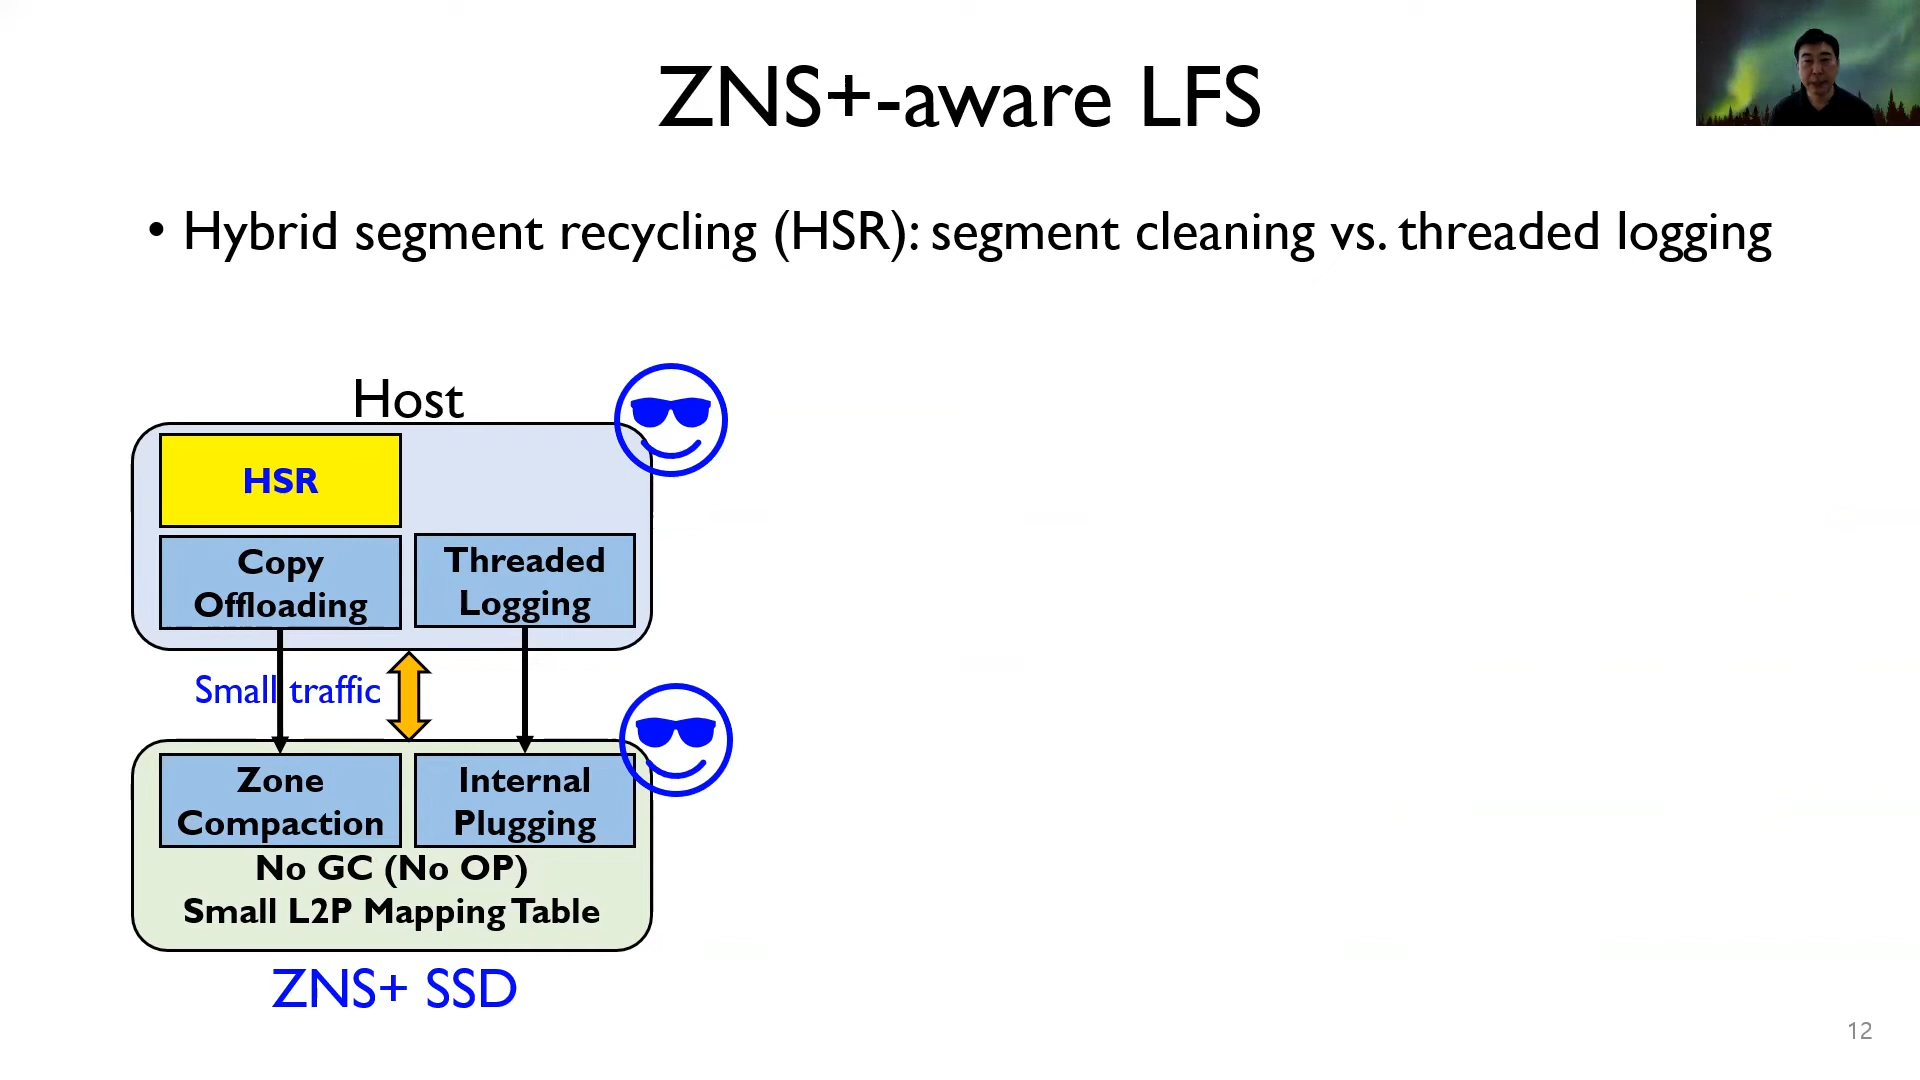 ZNS+-aware LFS
• Hybrid segment recycling (HSR): segment cleaning vs. threaded logging
Host
HSR
Copy
Offloading
Threaded
Logging
Small traffic
Zone
Compaction
Internal
Plugging
No GC (No OP)
Small L2P Mapping Table
ZNS+ SSD
12